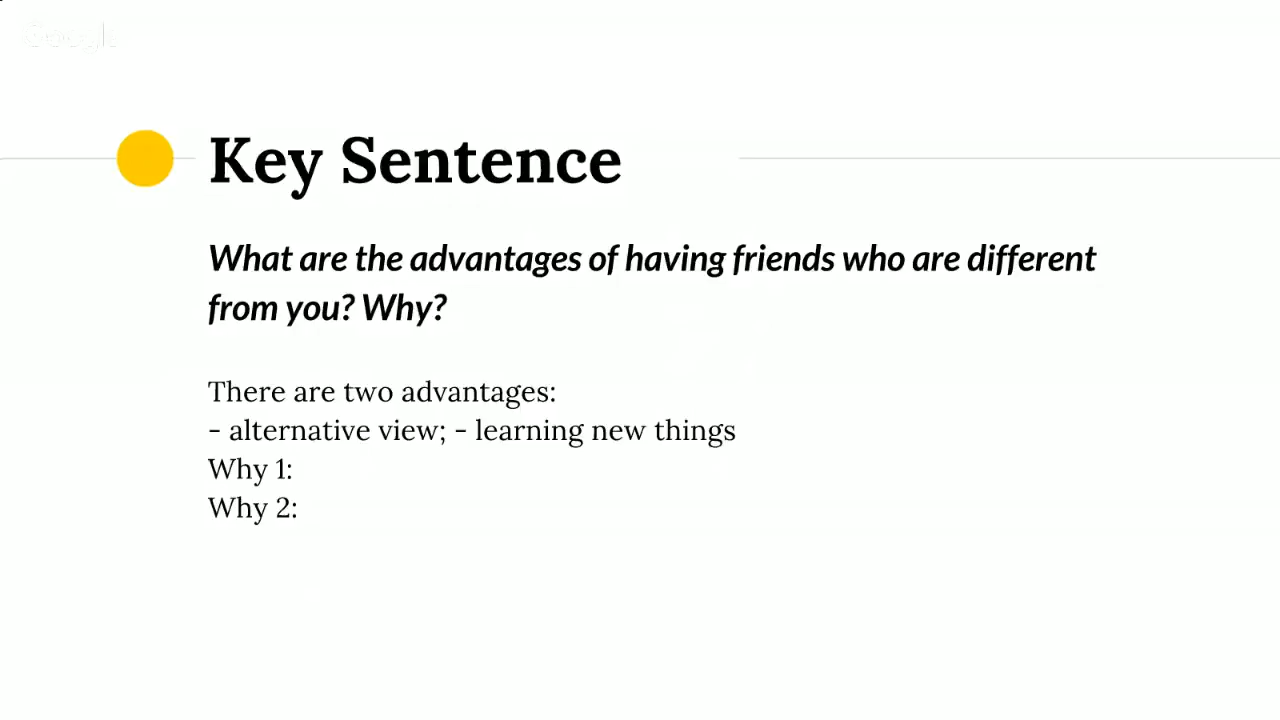 Google
Key Sentence
What are the advantages of having friends who are different
from you? Why?
There are two advantages:
- alternative view; - learning new things
Why 1:
Why 2: